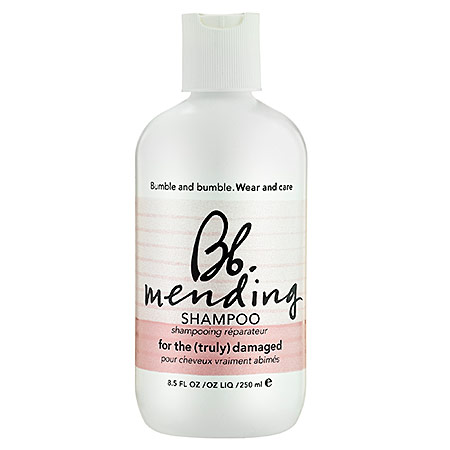 Bumble and bumble. Wear and care
Bb.
mending
SHAMPOO
shampooing réparateur
for the (truly) damaged
pour cheveux vraiment abimés
8.5 FL OZ /OZ LIQ /250 ml e